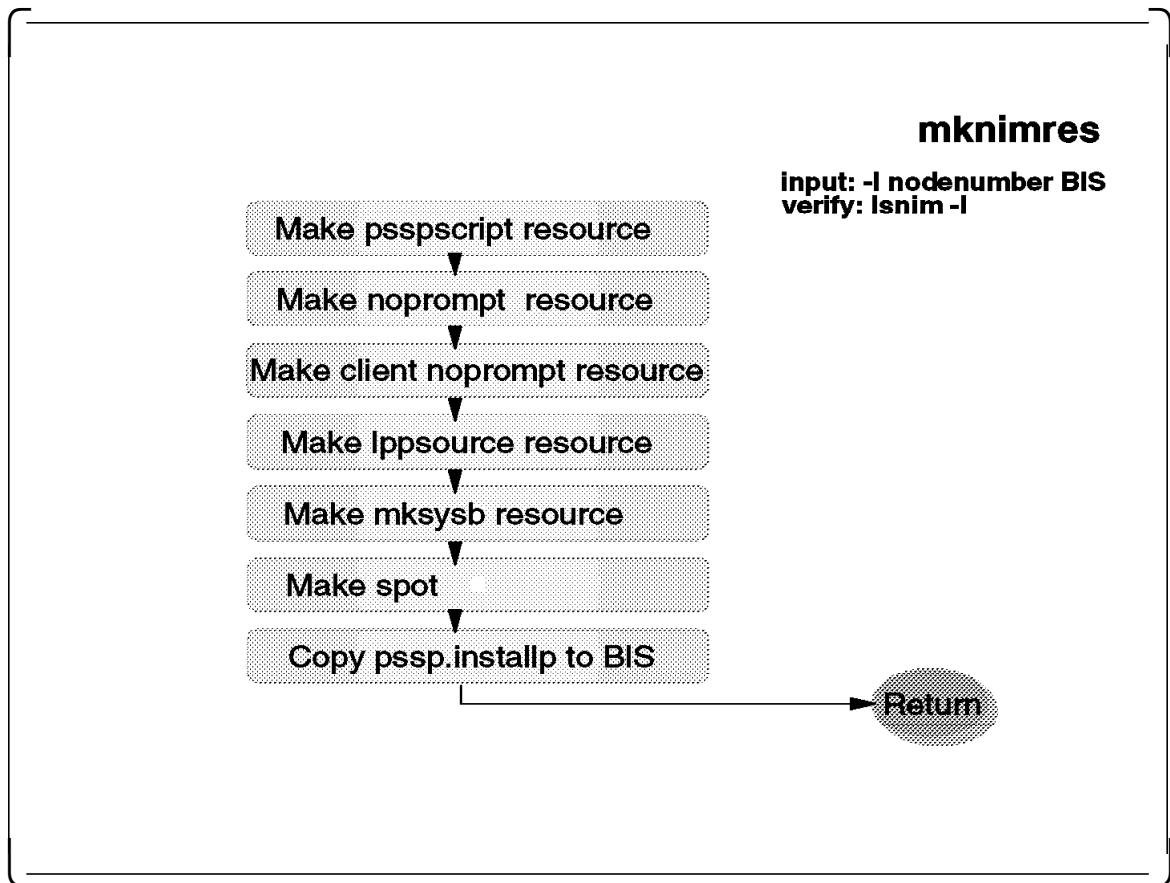 mknimres
input: -l nodenumber BIS
verify: lsnim -l
Make psspscript resource
Make noprompt resource
Make client noprompt resource
Make lppsource resource
Make mksysb resource
Make spot
Copy pssp.installp to BIS
Return